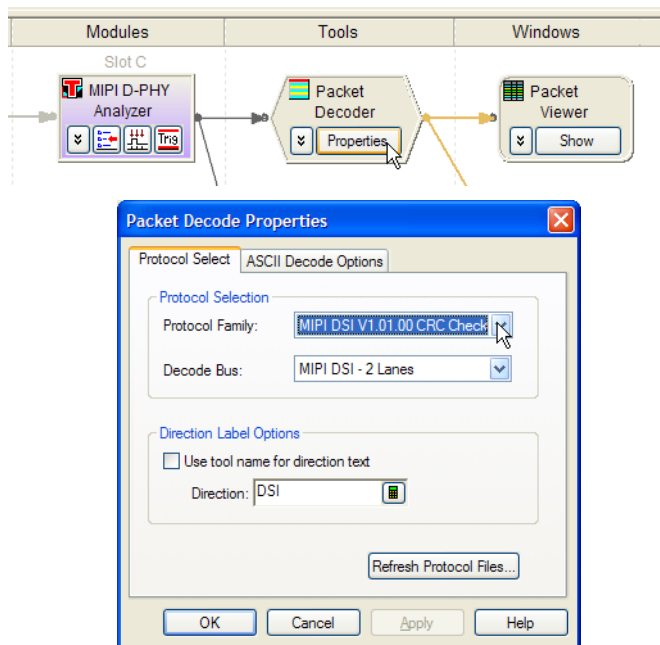 Modules Tools Windows
Slot C
MIPI D-PHY
Analyzer
Trig
Packet
Decoder
Properties
Packet
Viewer
Show
Packet Decode Properties
Protocol Select ASCII Decode Options
Protocol Selection
Protocol Family: MIPI DSI V1.01.00 CRC Check
Decode Bus: MIPI DSI - 2 Lanes
Direction Label Options
Use tool name for direction text
Direction: DSI
Refresh Protocol Files...
OK Cancel Apply Help